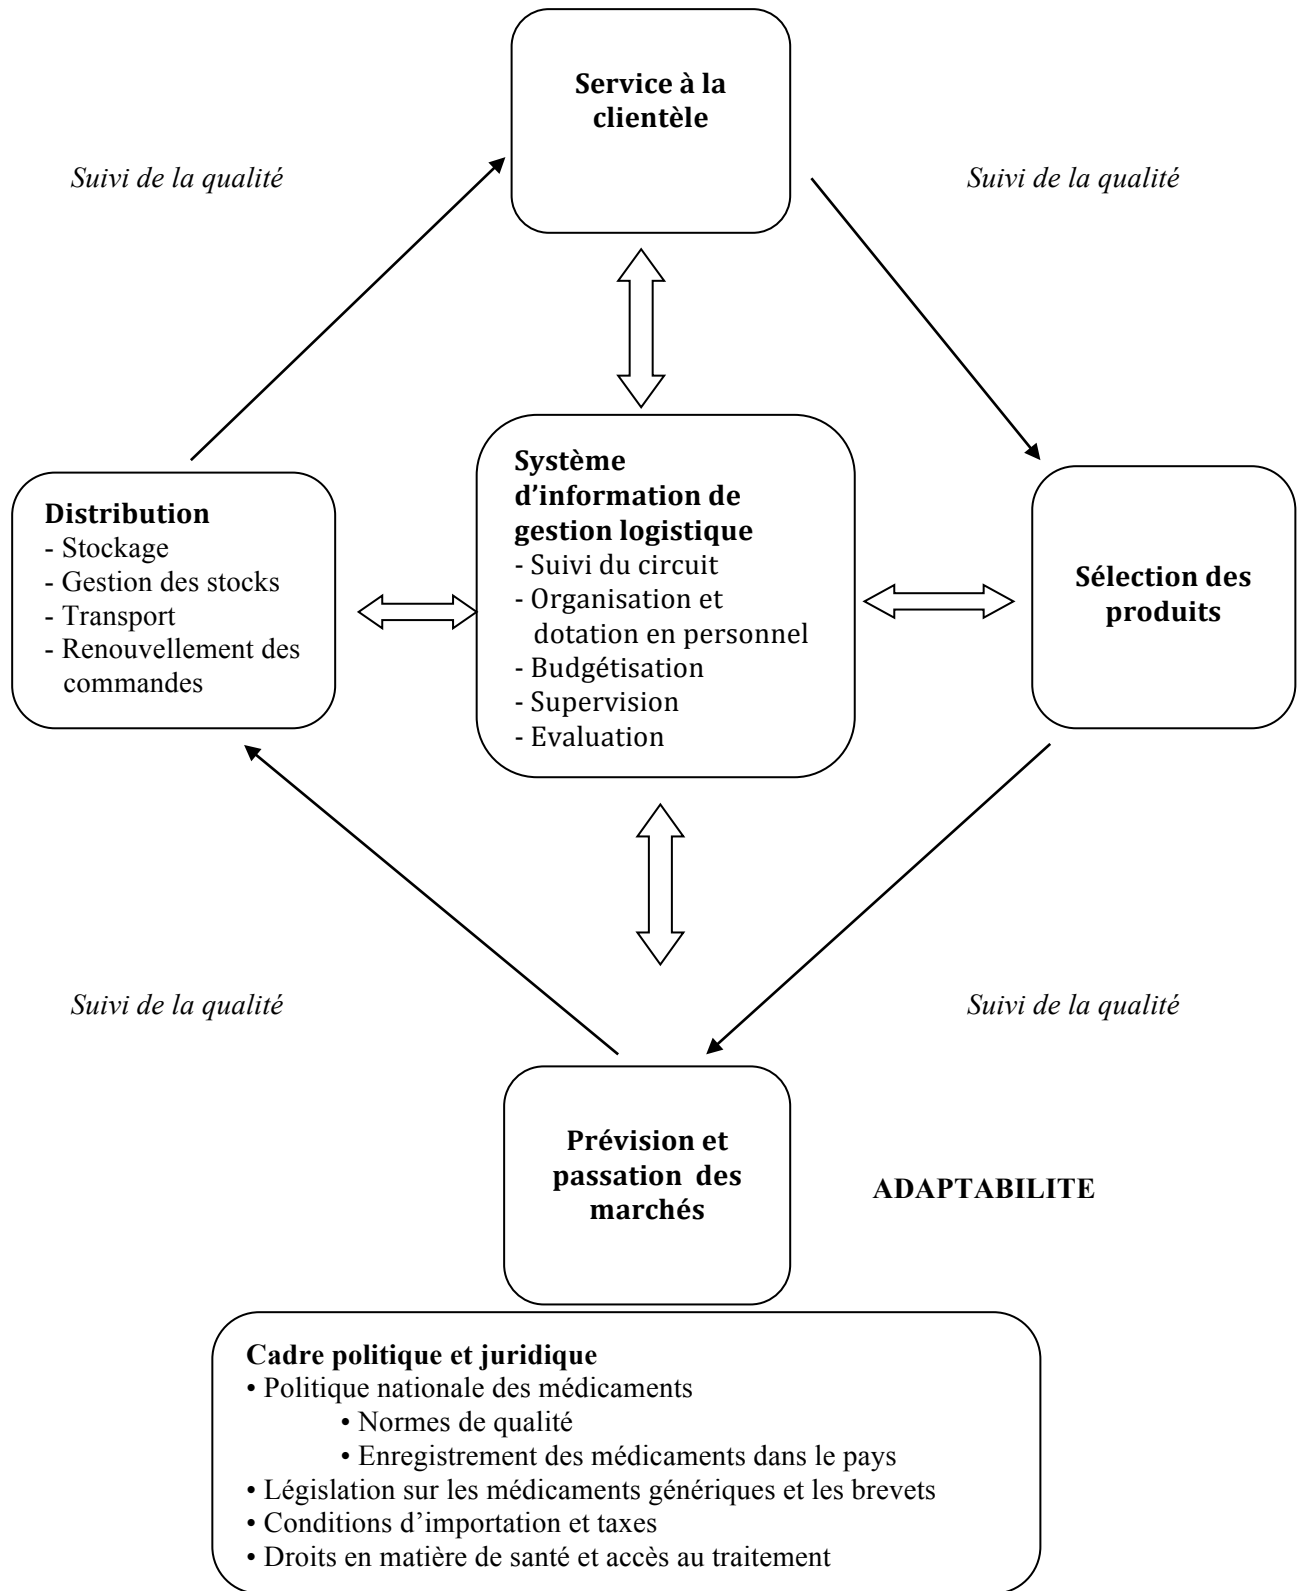 Service à la
clientèle
Suivi de la qualité
Suivi de la qualité
Distribution
- Stockage
- Gestion des stocks
- Transport
- Renouvellement des
commandes
Système
d’information de
gestion logistique
- Suivi du circuit
- Organisation et
dotation en personnel
- Budgétisation
- Supervision
- Evaluation
Sélection des
produits
Suivi de la qualité
Suivi de la qualité
Prévision et
passation des
marchés
ADAPTABILITE
Cadre politique et juridique
• Politique nationale des médicaments
• Normes de qualité
• Enregistrement des médicaments dans le pays
• Législation sur les médicaments génériques et les brevets
• Conditions d’importation et taxes
• Droits en matière de santé et accès au traitement